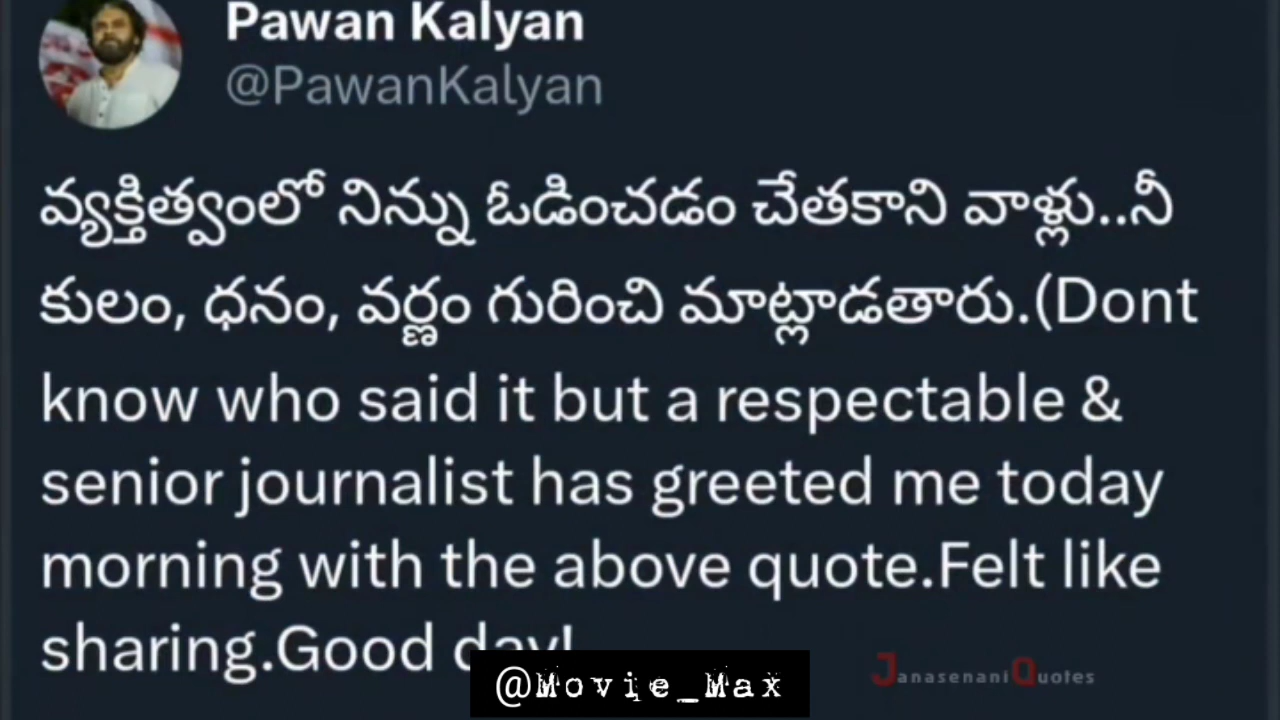 Pawan Kalyan
@PawanKalyan
వ్యక్తిత్వంలో నిన్ను ఓడించడం చేతకాని వాళ్లు..నీ
కులం, ధనం, వర్ణం గురించి మాట్లాడతారు.(Dont
know who said it but a respectable &
senior journalist has greeted me today
morning with the above quote.Felt like
sharing.Good day!
@Movie_Max
JanasenaniQuotes